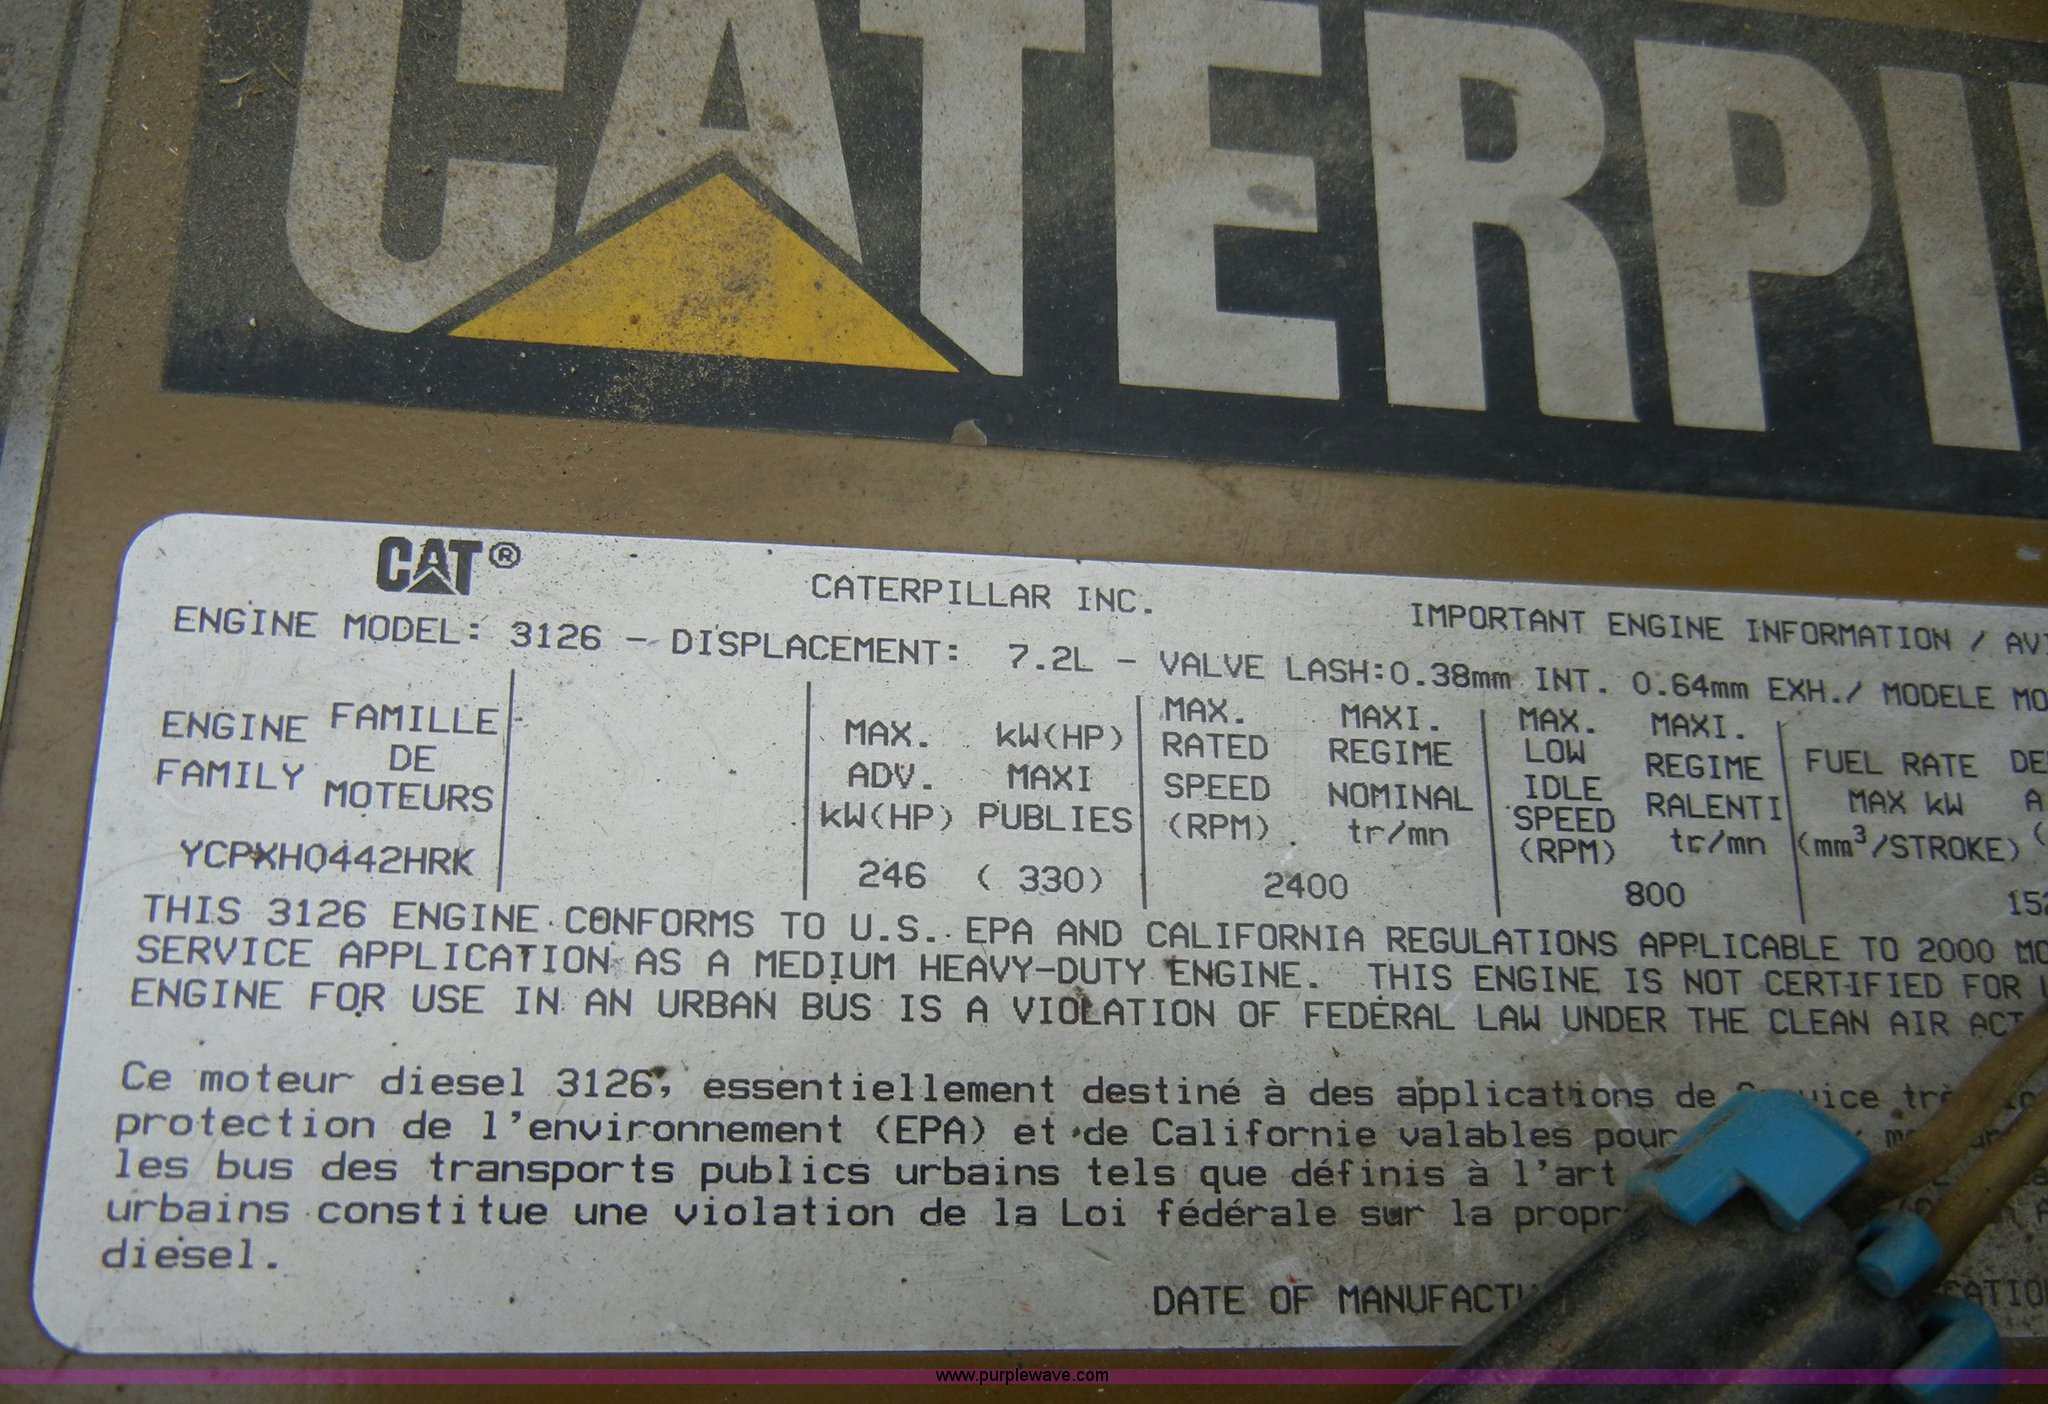 CATERPI
CAT®
CATERPILLAR INC.
IMPORTANT ENGINE INFORMATION /
ENGINE MODEL: 3126 - DISPLACEMENT: 7.2L - VALVE LASH:0.38mm INT. 0.64mm EXH./ MODELE
ENGINE FAMILY
FAMILLE DE MOTEURS
MAX. ADV. kW(HP)
kW(HP) MAXI PUBLIES
MAX. RATED SPEED (RPM)
MAXI. REGIME NOMINAL tr/mn
MAX. LOW IDLE SPEED (RPM)
MAXI. REGIME RALENTI tr/mn
FUEL RATE MAX kW (mm³/STROKE)
YCPXH0442HRK
246 ( 330)
2400
800
THIS 3126 ENGINE CONFORMS TO U.S. EPA AND CALIFORNIA REGULATIONS APPLICABLE TO 2000
SERVICE APPLICATION AS A MEDIUM HEAVY-DUTY ENGINE. THIS ENGINE IS NOT CERTIFIED FOR
ENGINE FOR USE IN AN URBAN BUS IS A VIOLATION OF FEDERAL LAW UNDER THE CLEAN AIR ACT
Ce moteur diesel 3126, essentiellement destiné à des applications de
protection de l'environnement (EPA) et de Californie valables pour
les bus des transports publics urbains tels que définis à l'art
urbains constitue une violation de la Loi fédérale sur la propr
diesel.
DATE OF MANUFACTU
www.purplewave.com